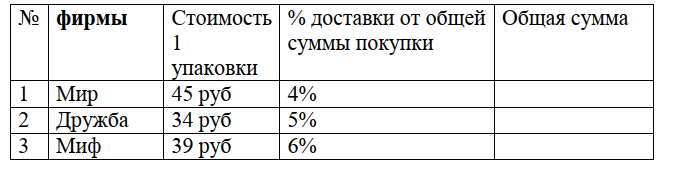 № фирмы Стоимость 1 упаковки % доставки от общей суммы покупки Общая сумма
1 Мир 45 руб 4%
2 Дружба 34 руб 5%
3 Миф 39 руб 6%